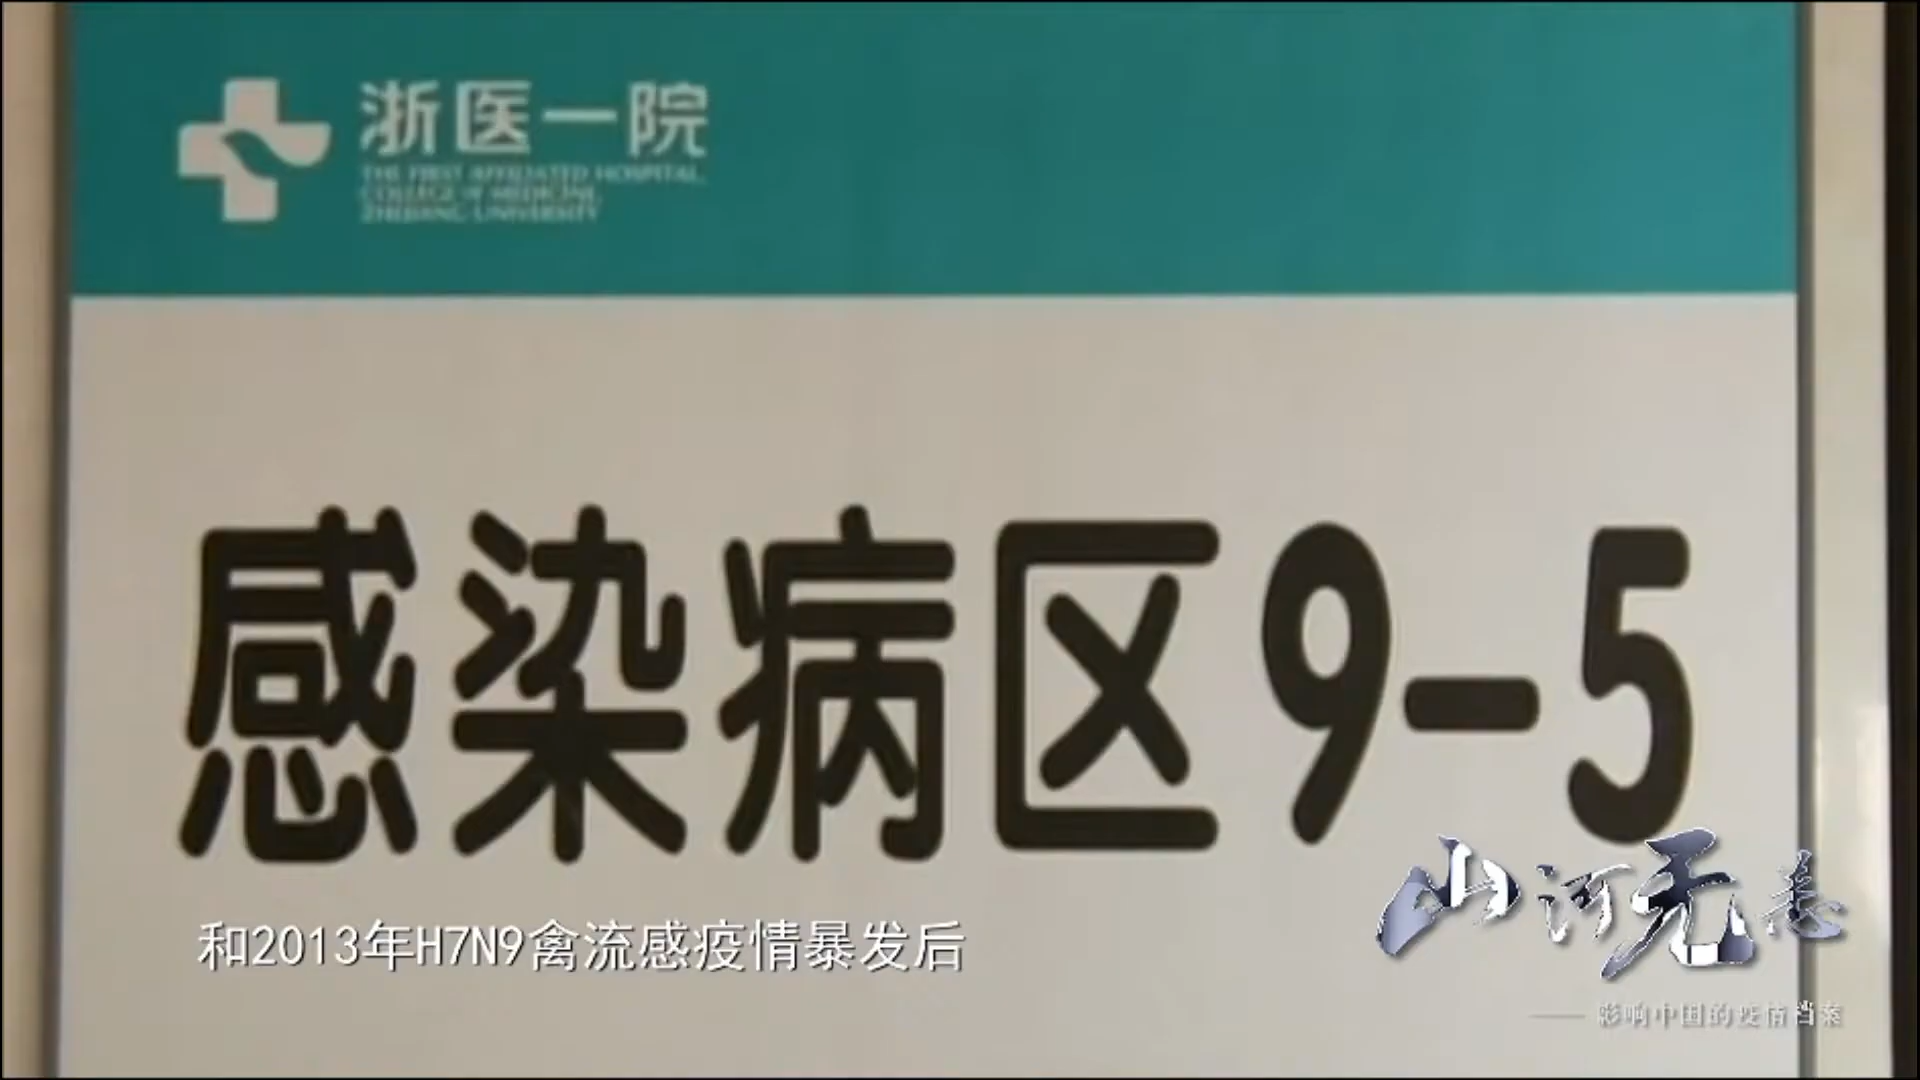 浙医一院
THE FIRST AFFILIATED HOSPITAL,
COLLEGE OF MEDICINE,
ZHEJIANG UNIVERSITY
感染病区9-5
和2013年H7N9禽流感疫情暴发后
山河无恙
——影响中国的疫情档案